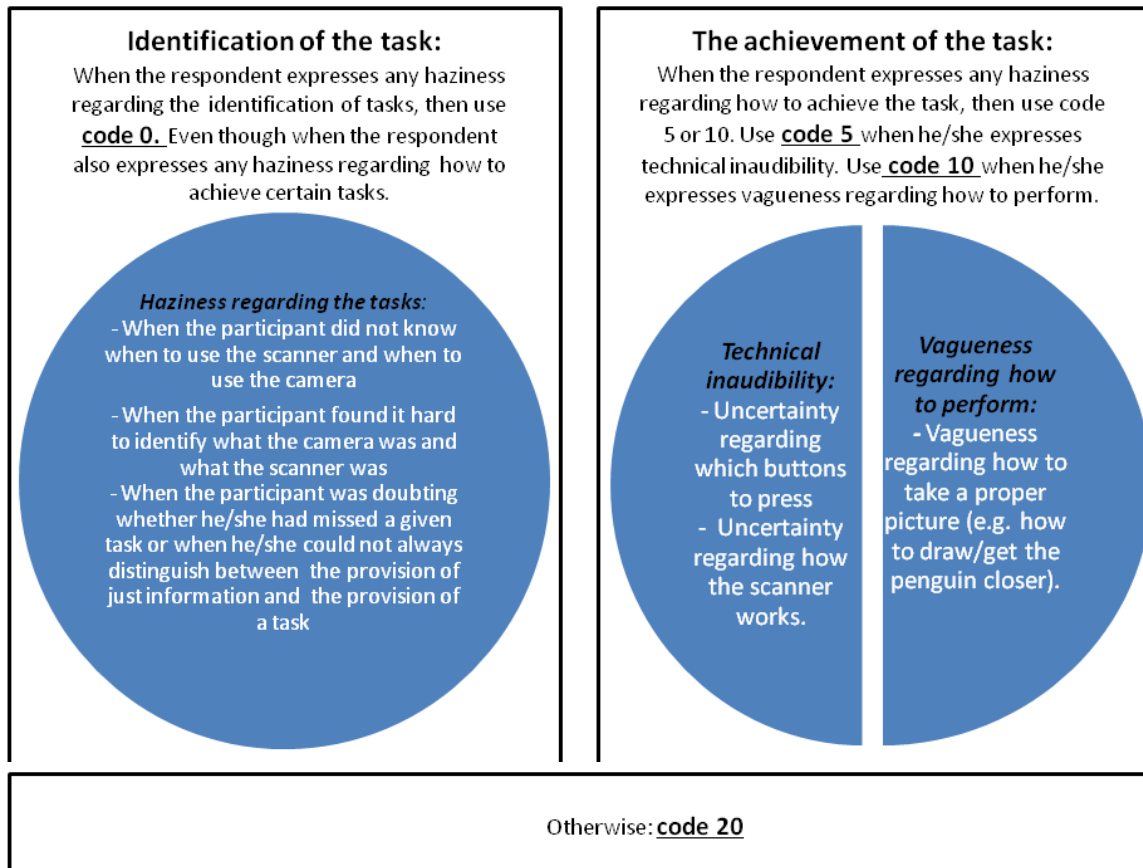 Identification of the task:
When the respondent expresses any haziness
regarding the identification of tasks, then use
code 0. Even though when the respondent
also expresses any haziness regarding how to
achieve certain tasks.
Haziness regarding the tasks:
- When the participant did not know
when to use the scanner and when to
use the camera
- When the participant found it hard
to identify what the camera was and
what the scanner was
- When the participant was doubting
whether he/she had missed a given
task or when he/she could not always
distinguish between the provision of
just information and the provision of
a task
The achievement of the task:
When the respondent expresses any haziness
regarding how to achieve the task, then use code
5 or 10. Use code 5 when he/she expresses
technical inaudibility. Use code 10 when he/she
expresses vagueness regarding how to perform.
Technical
inaudibility:
- Uncertainty
regarding
which buttons
to press
- Uncertainty
regarding how
the scanner
works.
Vagueness
regarding how
to perform:
- Vagueness
regarding how to
take a proper
picture (e.g. how
to draw/get the
penguin closer).
Otherwise: code 20